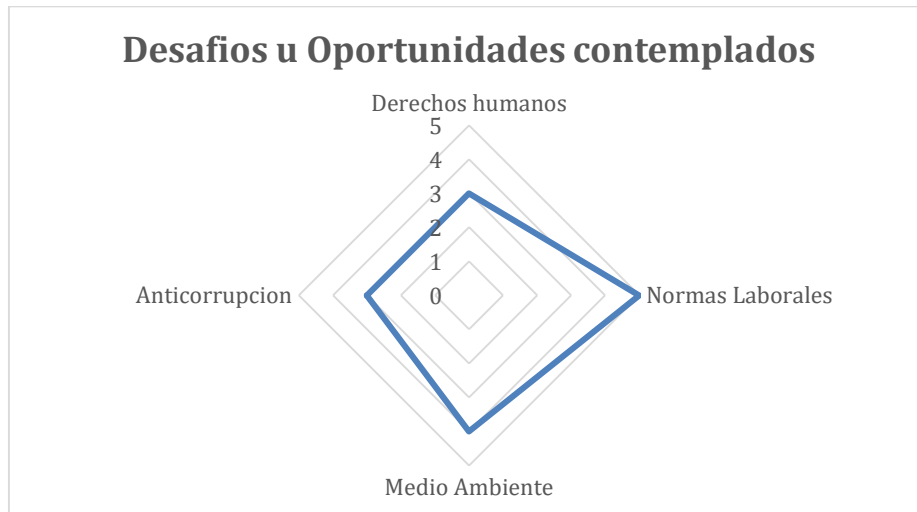 Desafios u Oportunidades contemplados
Derechos humanos
5
4
3
2
1
0
Anticorrupcion
Normas Laborales
Medio Ambiente